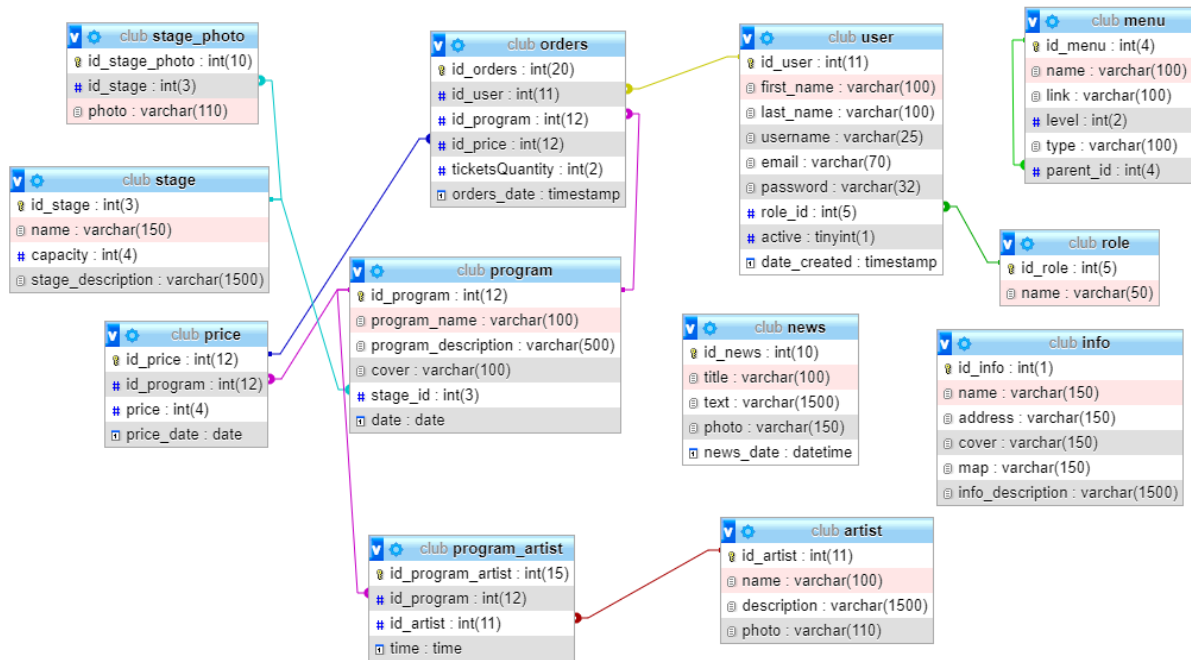 club stage_photo
id_stage_photo : int(10)
id_stage : int(3)
photo : varchar(110)
club orders
id_orders : int(20)
id_user : int(11)
id_program : int(12)
id_price : int(12)
ticketsQuantity : int(2)
orders_date : timestamp
club user
id_user : int(11)
first_name : varchar(100)
last_name : varchar(100)
username : varchar(25)
email : varchar(70)
password : varchar(32)
role_id : int(5)
active : tinyint(1)
date_created : timestamp
club menu
id_menu : int(4)
name : varchar(100)
link : varchar(100)
level : int(2)
type : varchar(100)
parent_id : int(4)
club stage
id_stage : int(3)
name : varchar(150)
capacity : int(4)
stage_description : varchar(1500)
club role
id_role : int(5)
name : varchar(50)
club program
id_program : int(12)
program_name : varchar(100)
program_description : varchar(500)
cover : varchar(100)
stage_id : int(3)
date : date
club price
id_price : int(12)
id_program : int(12)
price : int(4)
price_date : date
club news
id_news : int(10)
title : varchar(100)
text : varchar(1500)
photo : varchar(150)
news_date : datetime
club info
id_info : int(1)
name : varchar(150)
address : varchar(150)
cover : varchar(150)
map : varchar(150)
info_description : varchar(1500)
club program_artist
id_program_artist : int(15)
id_program : int(12)
id_artist : int(11)
time : time
club artist
id_artist : int(11)
name : varchar(100)
description : varchar(1500)
photo : varchar(110)